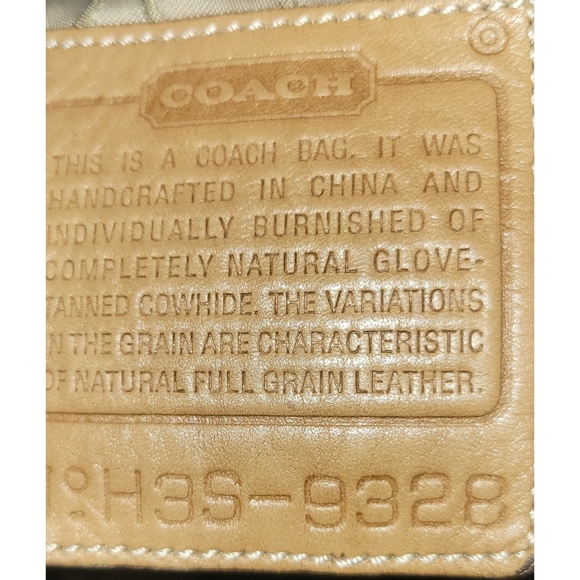 COACH
THIS IS A COACH BAG. IT WAS
HANDCRAFTED IN CHINA AND
INDIVIDUALLY BURNISHED OF
COMPLETELY NATURAL GLOVE-
TANNED COWHIDE. THE VARIATIONS
IN THE GRAIN ARE CHARACTERISTIC
OF NATURAL FULL GRAIN LEATHER.
No H3S-9328